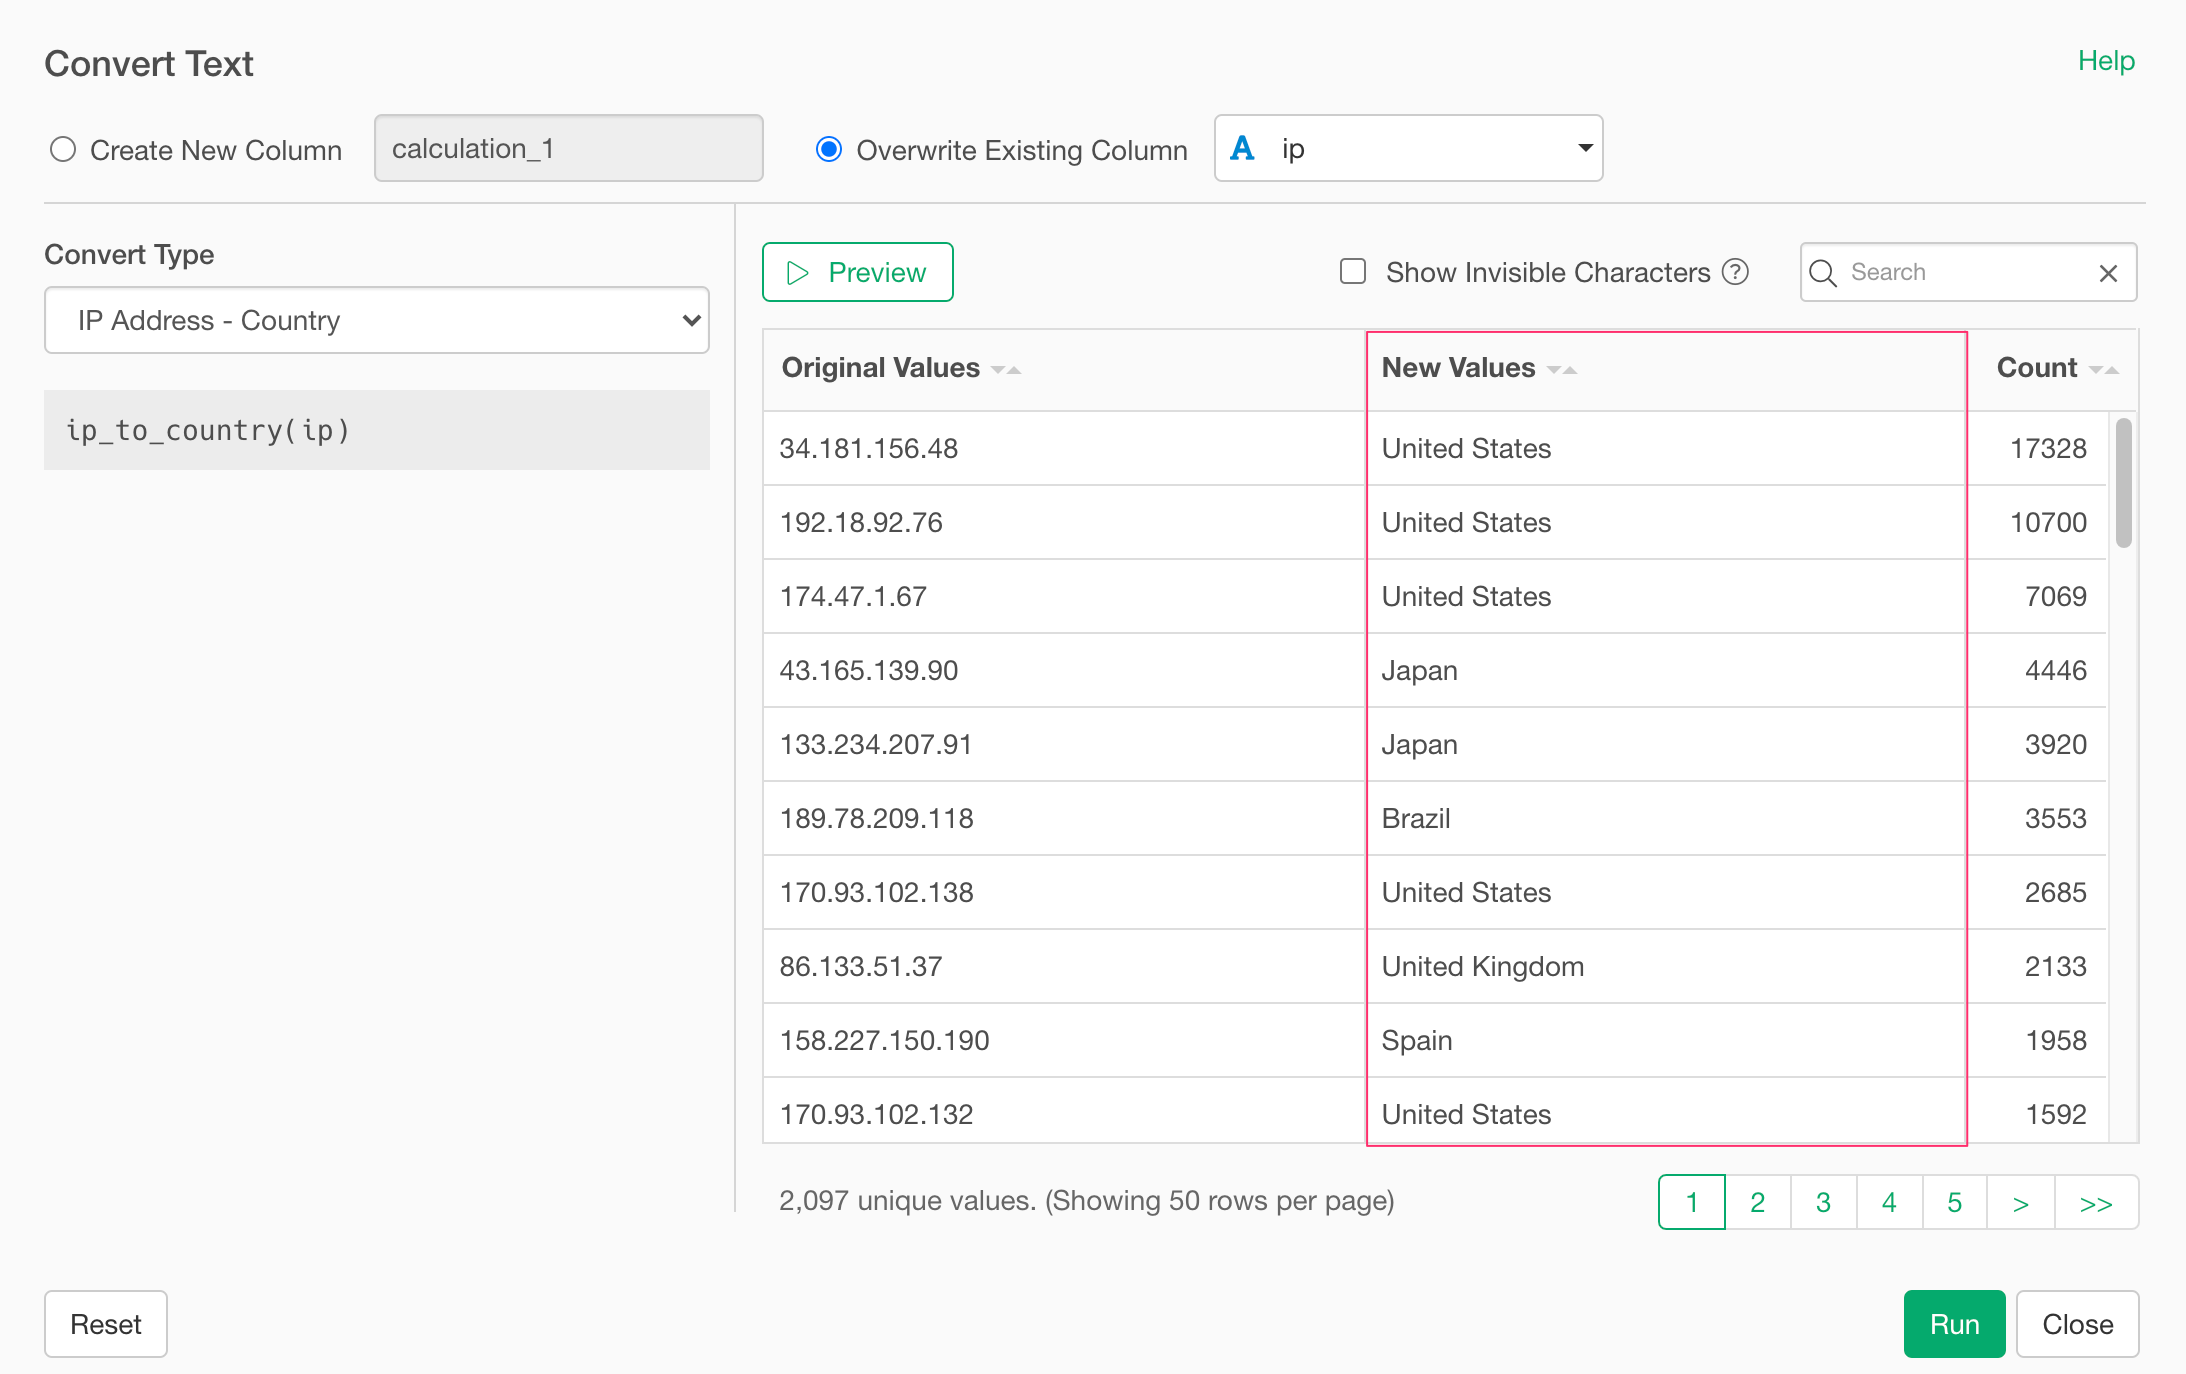 Convert Text
Help
Create New Column calculation_1 Overwrite Existing Column A ip
Convert Type
IP Address - Country
ip_to_country(ip)
Preview Show Invisible Characters ? Search
Original Values New Values Count
34.181.156.48 United States 17328
192.18.92.76 United States 10700
174.47.1.67 United States 7069
43.165.139.90 Japan 4446
133.234.207.91 Japan 3920
189.78.209.118 Brazil 3553
170.93.102.138 United States 2685
86.133.51.37 United Kingdom 2133
158.227.150.190 Spain 1958
170.93.102.132 United States 1592
2,097 unique values. (Showing 50 rows per page) 1 2 3 4 5 > >>
Reset Run Close